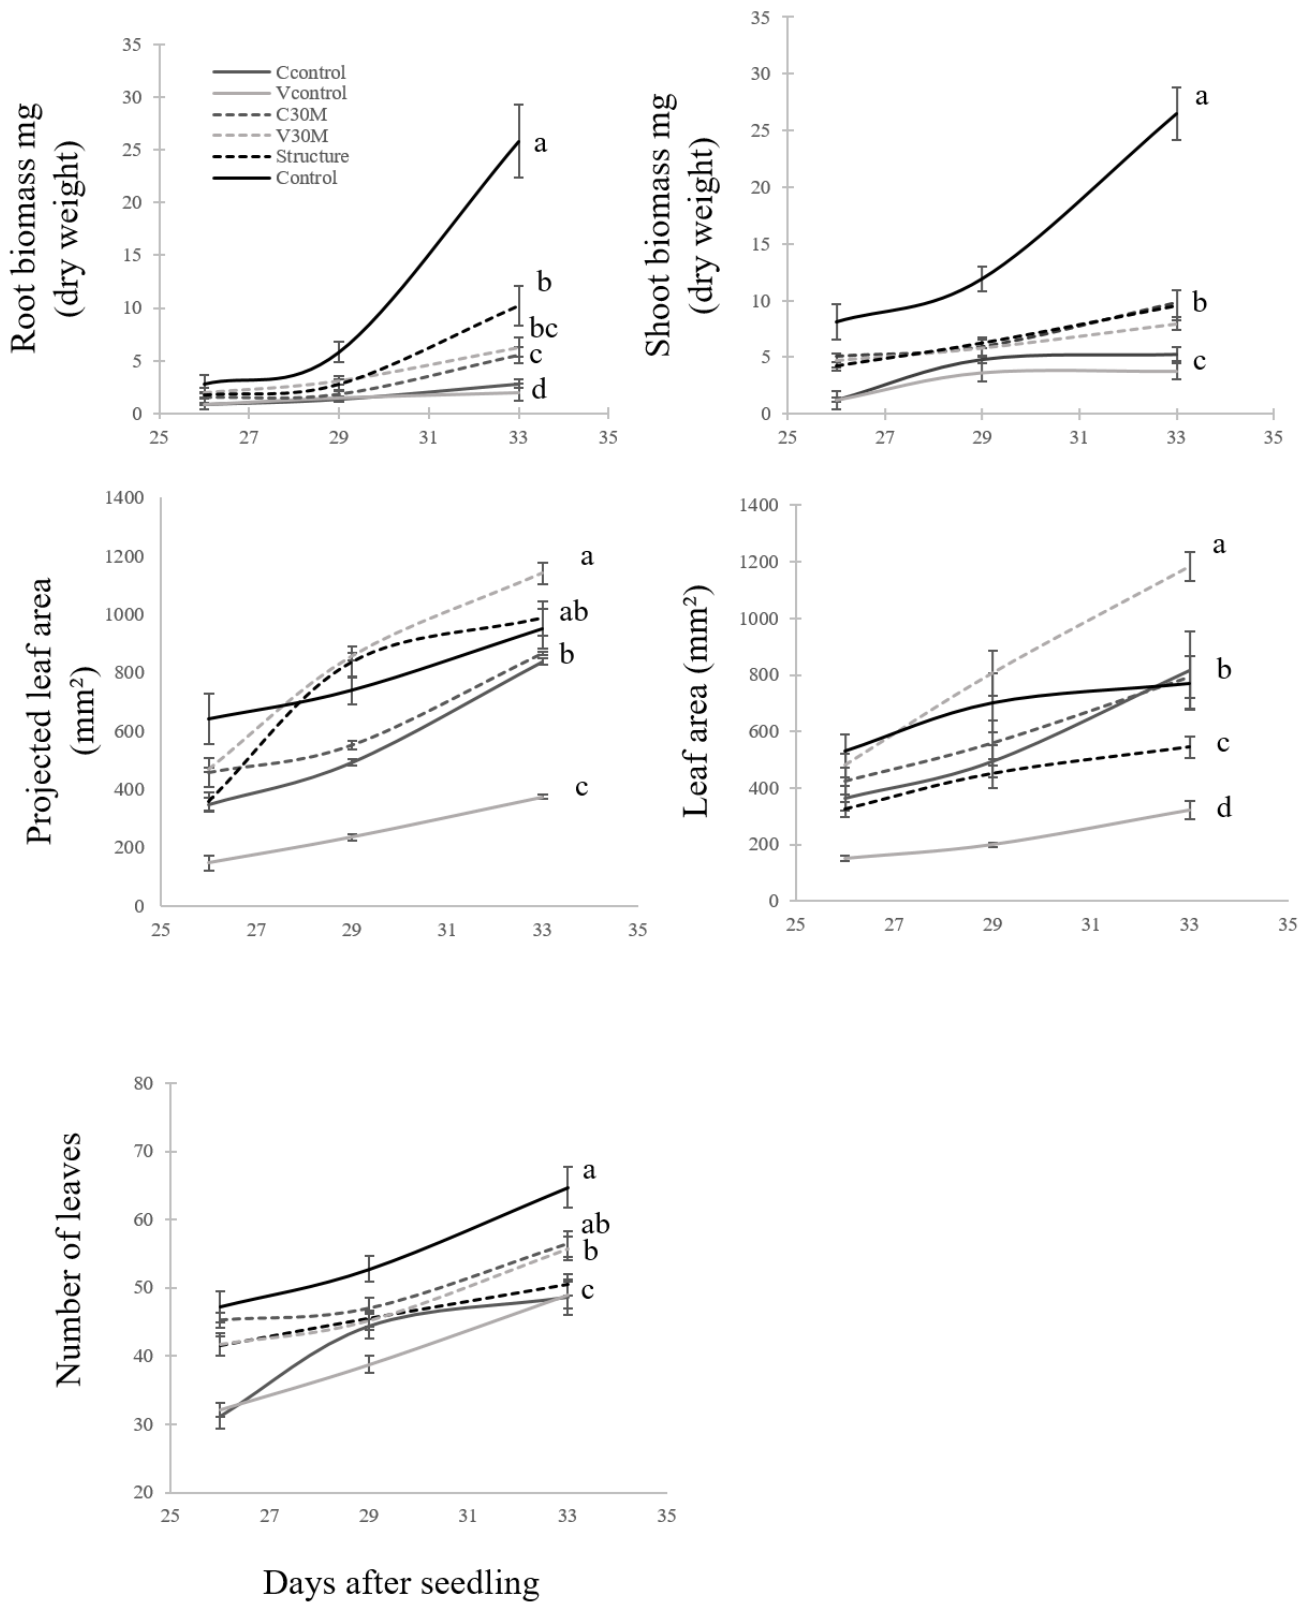 Root biomass mg
(dry weight)
35
30
25
20
15
10
5
0
25
27
29
31
33
35
Ccontrol
Vcontrol
C30M
V30M
Structure
Control
a
b
bc
c
d
Shoot biomass mg
(dry weight)
35
30
25
20
15
10
5
0
25
27
29
31
33
35
a
b
c
Projected leaf area
(mm²)
1400
1200
1000
800
600
400
200
0
25
27
29
31
33
35
a
ab
b
c
Leaf area (mm²)
1400
1200
1000
800
600
400
200
0
25
27
29
31
33
35
a
b
c
d
Number of leaves
80
70
60
50
40
30
20
25
27
29
31
33
35
a
ab
b
c
Days after seedling